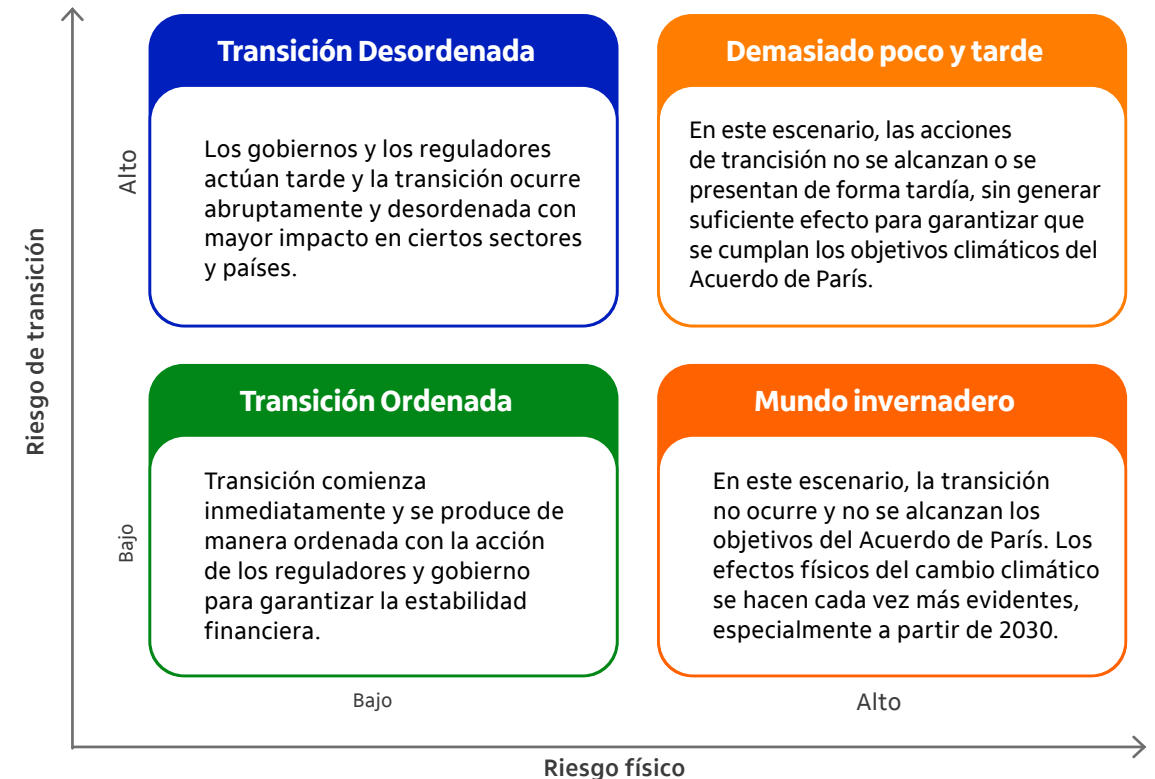 Transición Desordenada
Los gobiernos y los reguladores
actúan tarde y la transición ocurre
abruptamente y desordenada con
mayor impacto en ciertos sectores
y países.
Demasiado poco y tarde
En este escenario, las acciones
de trancisión no se alcanzan o se
presentan de forma tardía, sin generar
suficiente efecto para garantizar que
se cumplan los objetivos climáticos del
Acuerdo de París.
Alto
Riesgo de transición
Transición Ordenada
Transición comienza
inmediatamente y se produce de
manera ordenada con la acción
de los reguladores y gobierno
para garantizar la estabilidad
financiera.
Mundo invernadero
En este escenario, la transición
no ocurre y no se alcanzan los
objetivos del Acuerdo de París. Los
efectos físicos del cambio climático
se hacen cada vez más evidentes,
especialmente a partir de 2030.
Bajo
Bajo
Alto
Riesgo físico